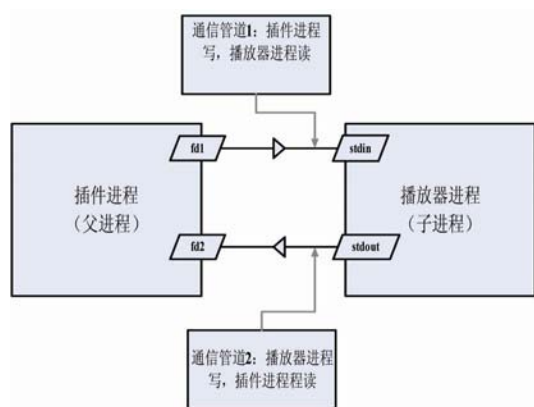 通信管道1：插件进程
写，播放器进程读
fd1
stdin
插件进程
（父进程）
播放器进程
（子进程）
fd2
stdout
通信管道2：播放器进程
写，插件进程程读